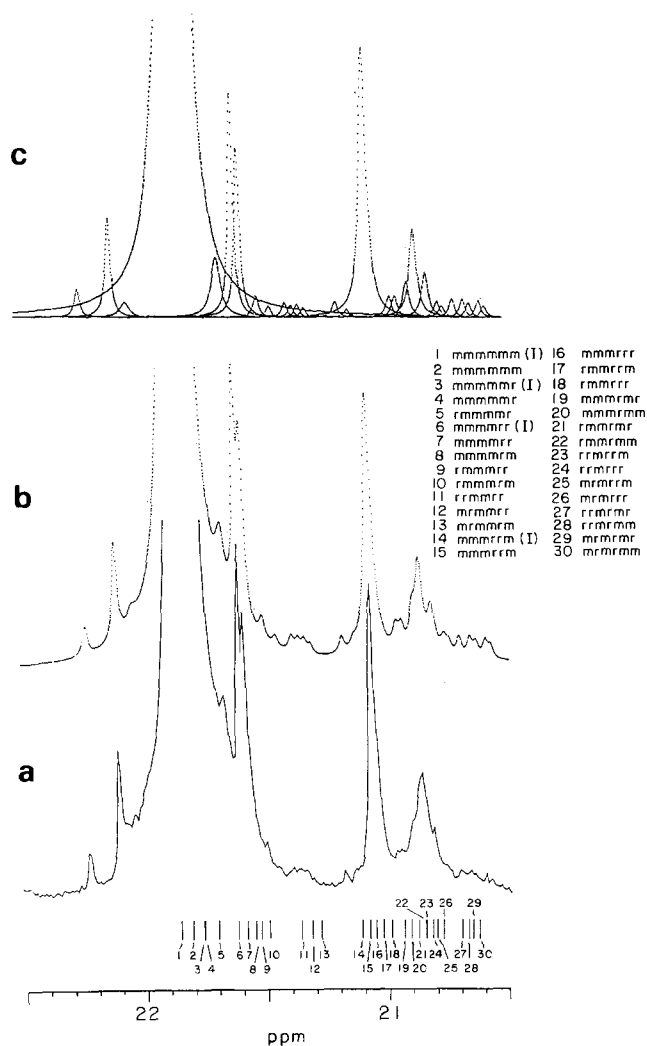 c
1 mmmmmm (I) 16 mmmrrr
2 mmmmmm 17 rmmrrm
3 mmmmmr (I) 18 rmmrrr
4 mmmmmr 19 mmmrmr
5 rmmmmr 20 mmmrmm
6 mmmmrr (I) 21 rmmrmr
7 mmmmrr 22 rmmrmm
8 mmmmrm 23 rrmrrm
9 rmmmrr 24 rrmrrr
10 rmmmrm 25 mrmrrm
11 rrmmrr 26 mrmrrr
12 mrmmrr 27 rrmrmr
13 mrmmrm 28 rrmrmm
14 mmmrrm (I) 29 mrmrmr
15 mmmrrm 30 mrmrmm
b
a
22 23 26 29
1 2 3 4 5 6 7 8 9 10 11 12 13 14 15 16 17 18 19 20 21 24 25 27 28 30
22 21
ppm